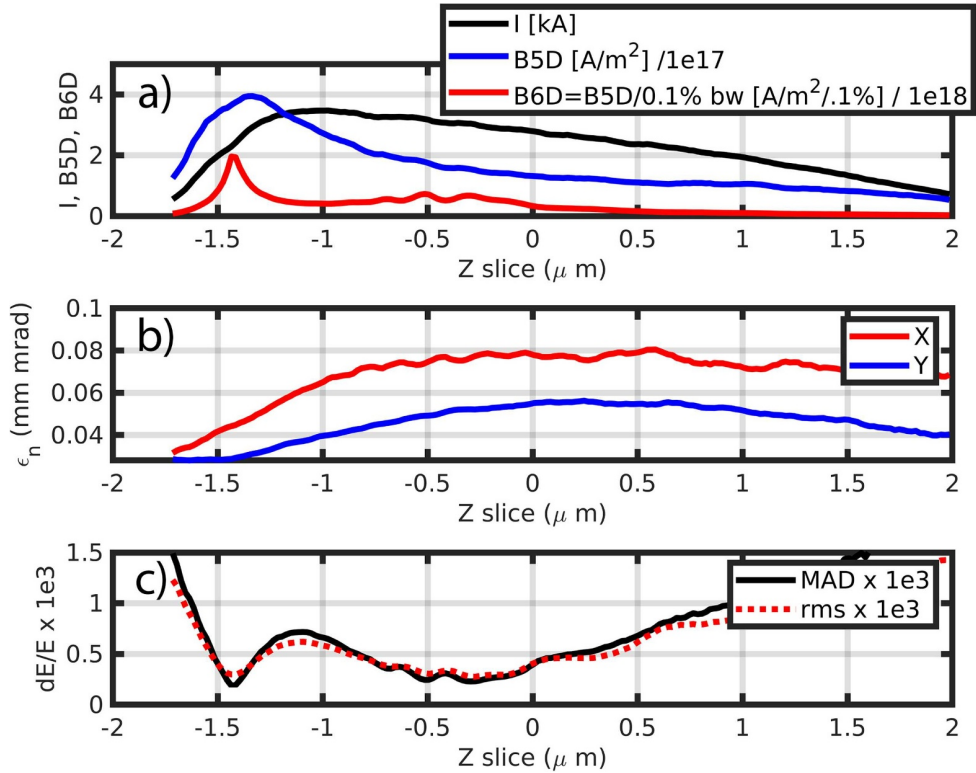 I [kA]
B5D [A/m²] /1e17
B6D=B5D/0.1% bw [A/m²/.1%] / 1e18
a)
I, B5D, B6D
4
2
0
-2 -1.5 -1 -0.5 0 0.5 1 1.5 2
Z slice (μ m)
b)
X
Y
ϵₙ (mm mrad)
0.1
0.08
0.06
0.04
-2 -1.5 -1 -0.5 0 0.5 1 1.5 2
Z slice (μ m)
c)
MAD x 1e3
rms x 1e3
dE/E x 1e3
1.5
1
0.5
0
-2 -1.5 -1 -0.5 0 0.5 1 1.5 2
Z slice (μ m)